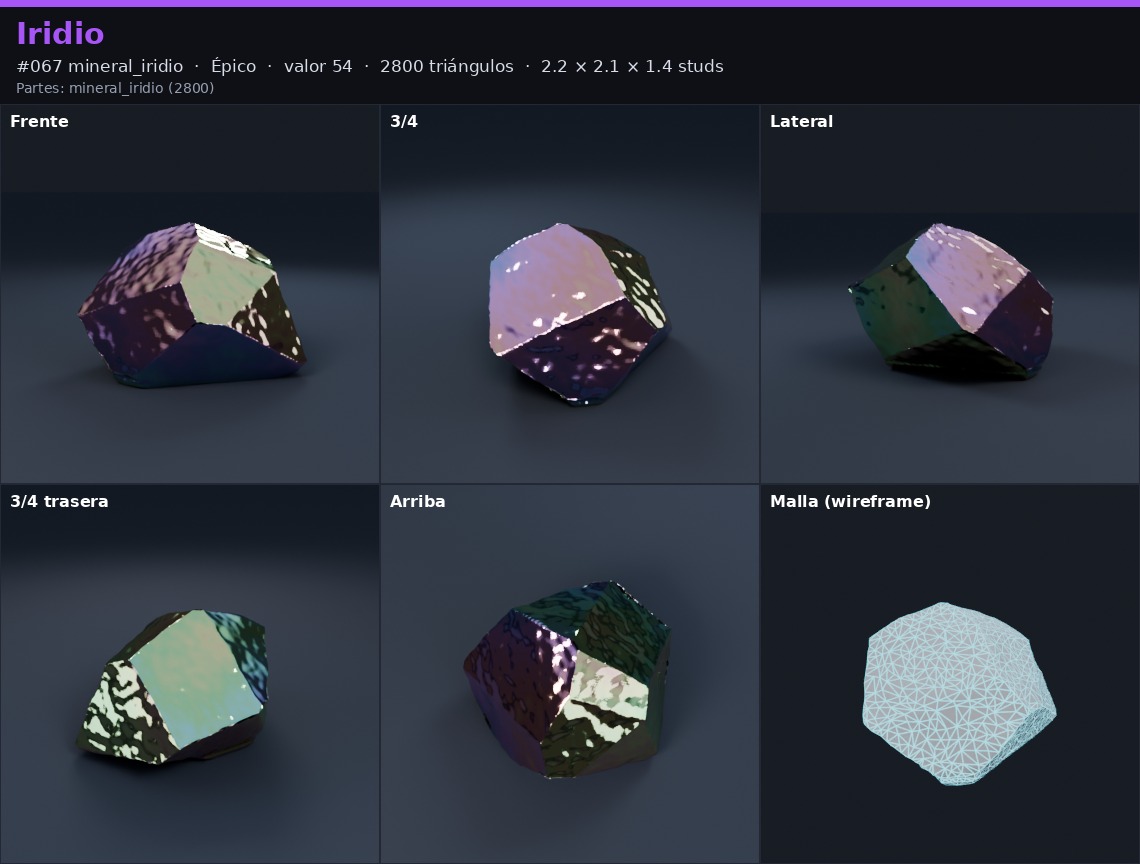 Iridio
#067 mineral_iridio · Épico · valor 54 · 2800 triángulos · 2.2 × 2.1 × 1.4 studs
Partes: mineral_iridio (2800)
Frente
3/4
Lateral
3/4 trasera
Arriba
Malla (wireframe)